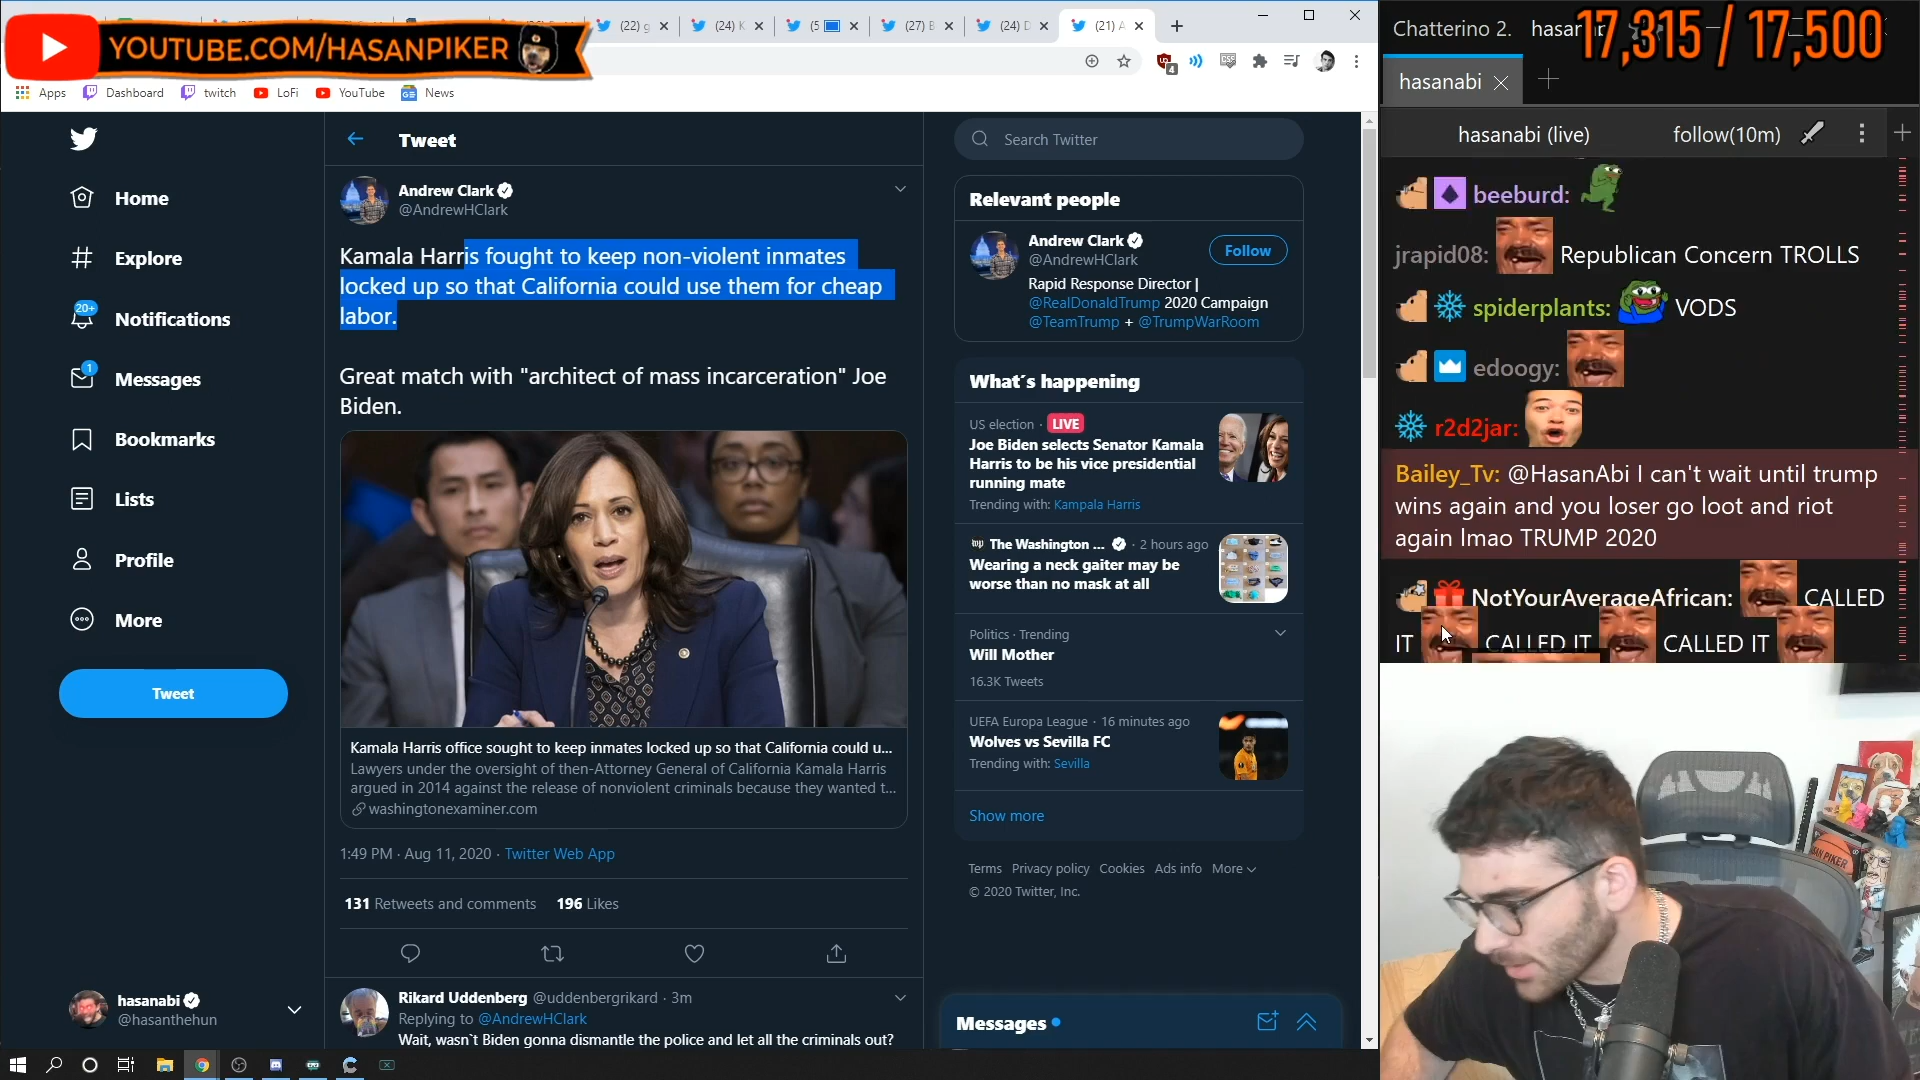 YOUTUBE.COM/HASANPIKER
(22) g
(24) K
(5
(27) B
(24) D
(21) A
Apps
Dashboard
twitch
LoFi
YouTube
News
Home
Explore
20+
Notifications
1
Messages
Bookmarks
Lists
Profile
More
Tweet
hasanabi
@hasanthehun
Tweet
Andrew Clark
@AndrewHClark
Kamala Harris fought to keep non-violent inmates
locked up so that California could use them for cheap
labor.
Great match with "architect of mass incarceration" Joe
Biden.
Kamala Harris office sought to keep inmates locked up so that California could u...
Lawyers under the oversight of then-Attorney General of California Kamala Harris
argued in 2014 against the release of nonviolent criminals because they wanted t...
washingtonexaminer.com
1:49 PM · Aug 11, 2020 · Twitter Web App
131 Retweets and comments 196 Likes
Rikard Uddenberg @uddenbergrikard · 3m
Replying to @AndrewHClark
Wait, wasn`t Biden gonna dismantle the police and let all the criminals out?
Search Twitter
Relevant people
Andrew Clark
@AndrewHClark
Follow
Rapid Response Director |
@RealDonaldTrump 2020 Campaign
@TeamTrump + @TrumpWarRoom
What's happening
US election · LIVE
Joe Biden selects Senator Kamala
Harris to be his vice presidential
running mate
Trending with: Kampala Harris
The Washington ... · 2 hours ago
Wearing a neck gaiter may be
worse than no mask at all
Politics · Trending
Will Mother
16.3K Tweets
UEFA Europa League · 16 minutes ago
Wolves vs Sevilla FC
Trending with: Sevilla
Show more
Terms Privacy policy Cookies Ads info More
© 2020 Twitter, Inc.
Messages
Chatterino 2.
17,315 / 17,500
hasanabi
hasanabi (live)
follow(10m)
beeburd:
jrapid08: Republican Concern TROLLS
spiderplants: VODS
edoogy:
r2d2jar:
Bailey_Tv: @HasanAbi I can't wait until trump
wins again and you loser go loot and riot
again lmao TRUMP 2020
NotYourAverageAfrican: CALLED
IT CALLED IT CALLED IT
HASAN PIKER